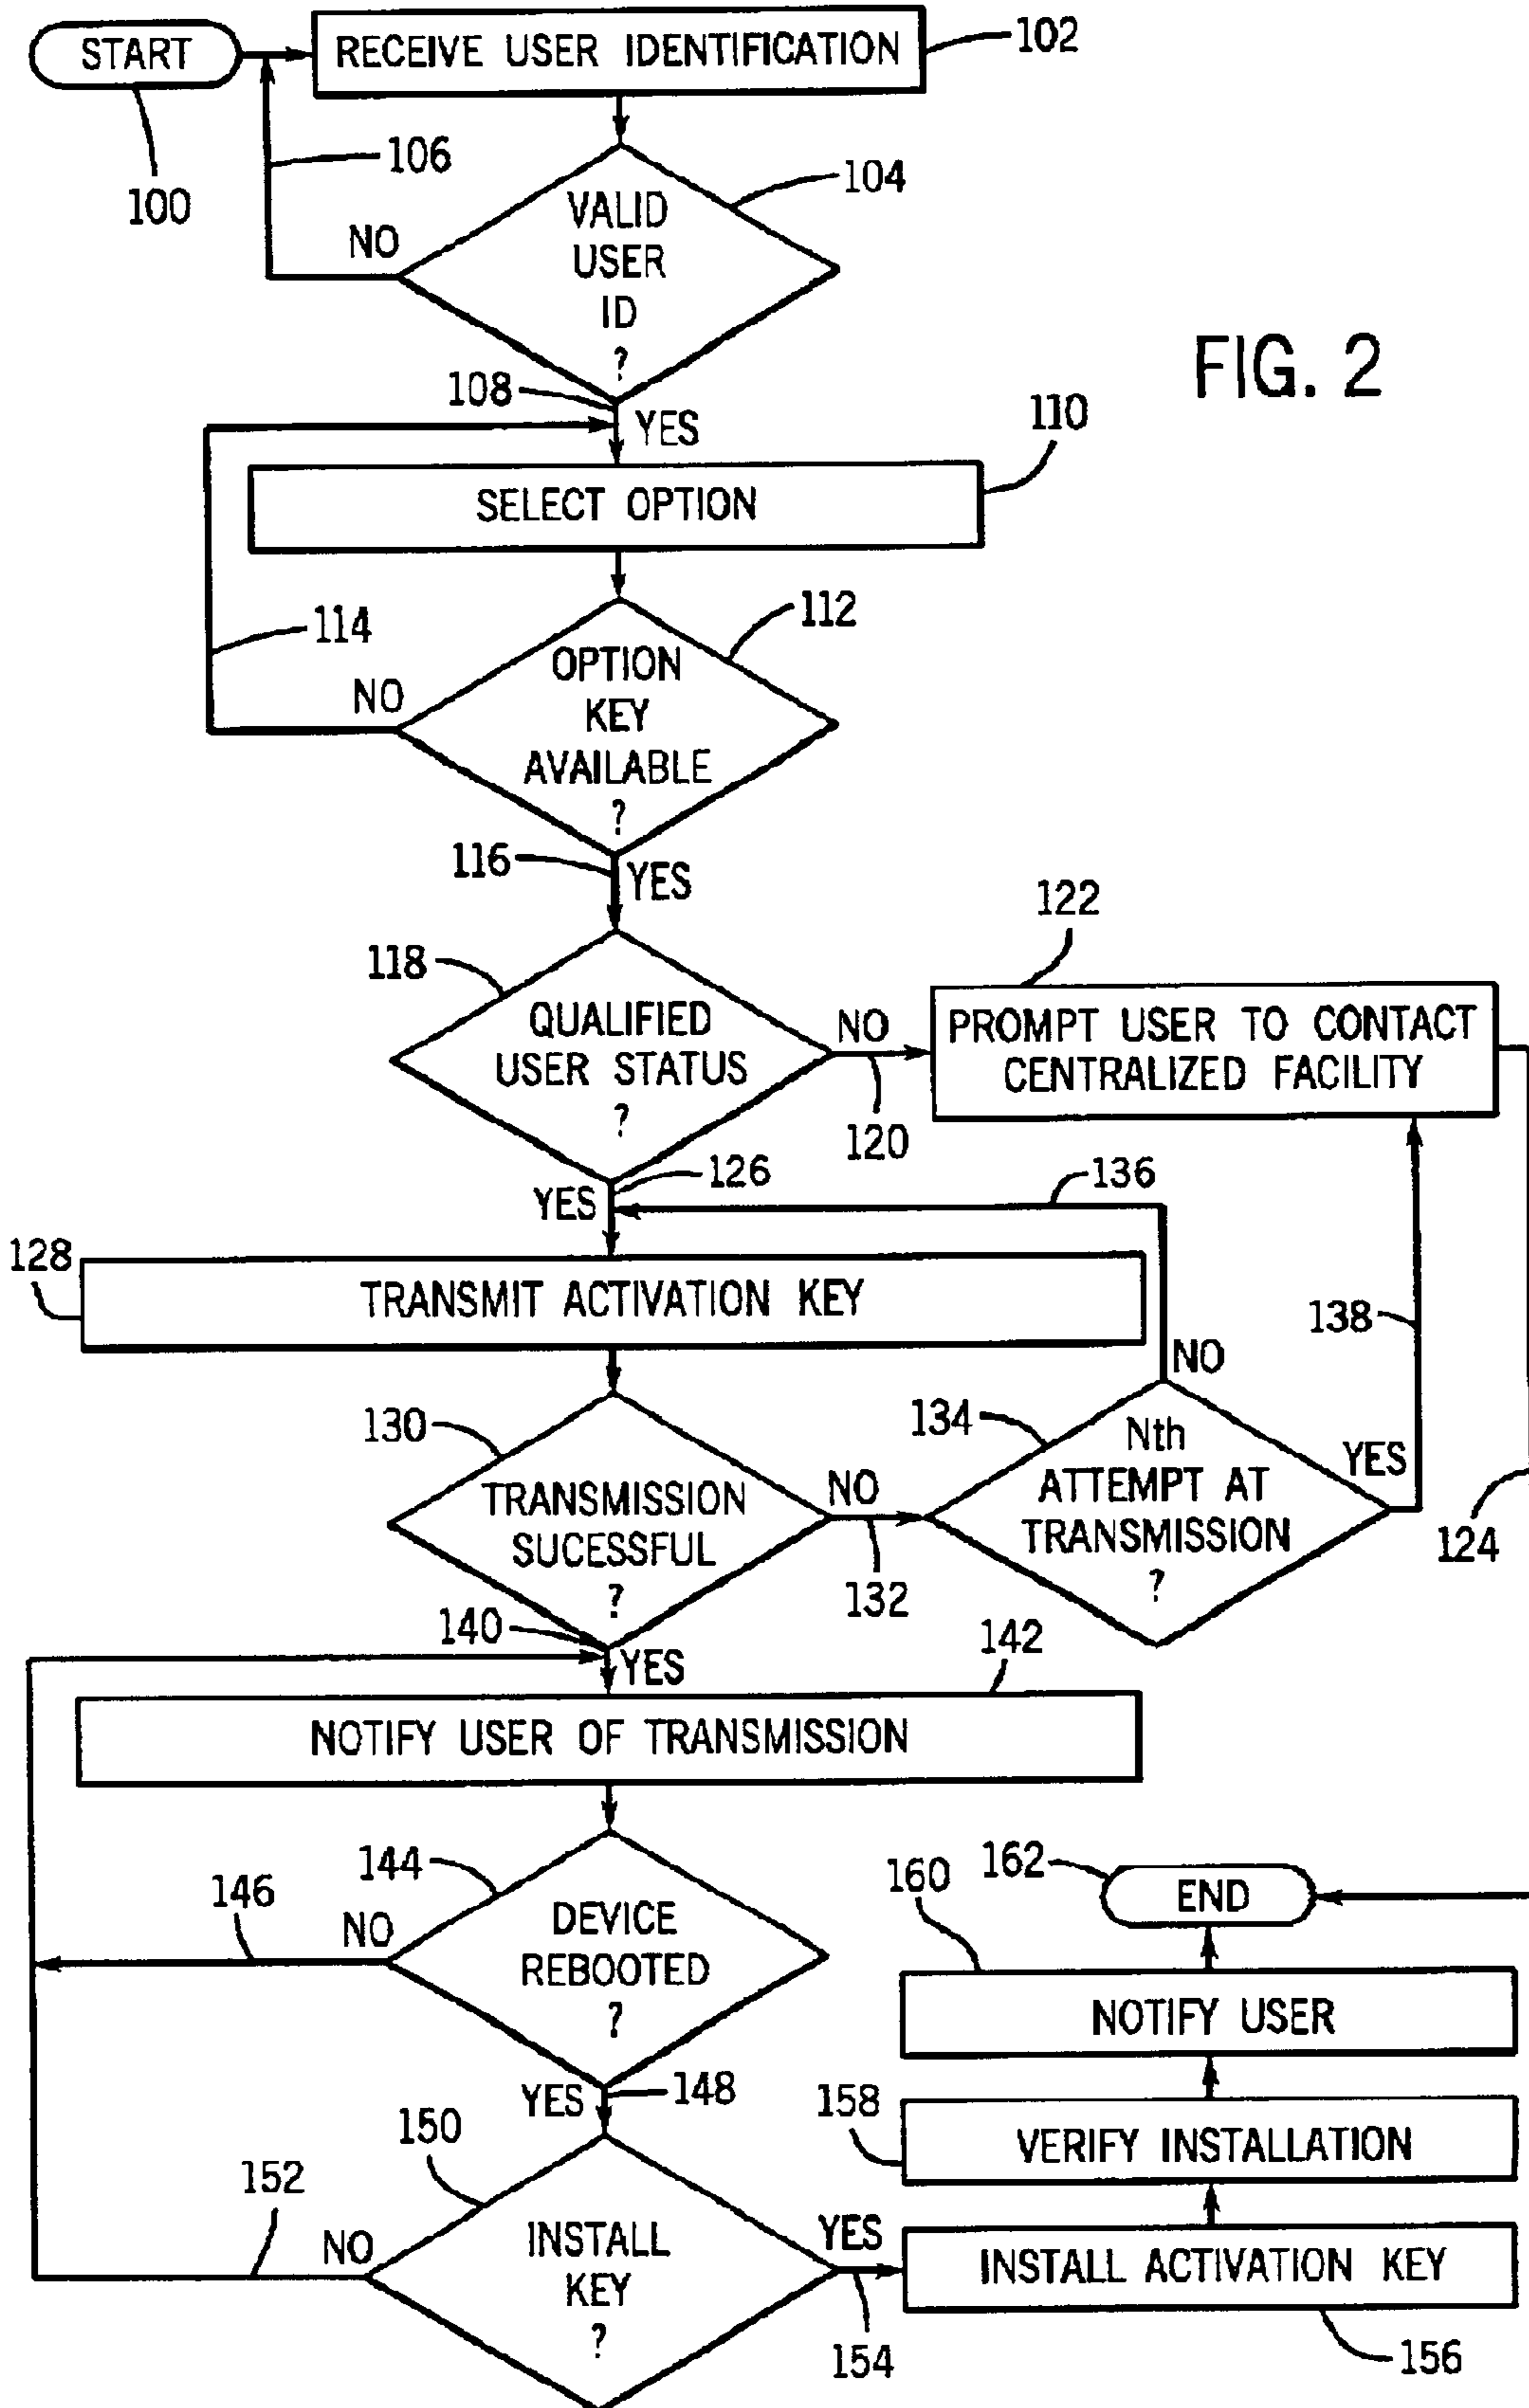 START
RECEIVE USER IDENTIFICATION
102
100
106
104
VALID
USER
ID
?
NO
FIG. 2
108
YES
110
SELECT OPTION
112
114
OPTION
KEY
AVAILABLE
?
NO
116
YES
118
QUALIFIED
USER STATUS
?
NO
120
122
PROMPT USER TO CONTACT
CENTRALIZED FACILITY
126
YES
136
128
TRANSMIT ACTIVATION KEY
138
NO
130
TRANSMISSION
SUCESSFUL
?
NO
132
134
Nth
ATTEMPT AT
TRANSMISSION
?
YES
124
140
YES
142
NOTIFY USER OF TRANSMISSION
144
146
NO
DEVICE
REBOOTED
?
YES
148
150
152
NO
INSTALL
KEY
?
YES
154
162
END
160
NOTIFY USER
158
VERIFY INSTALLATION
INSTALL ACTIVATION KEY
156